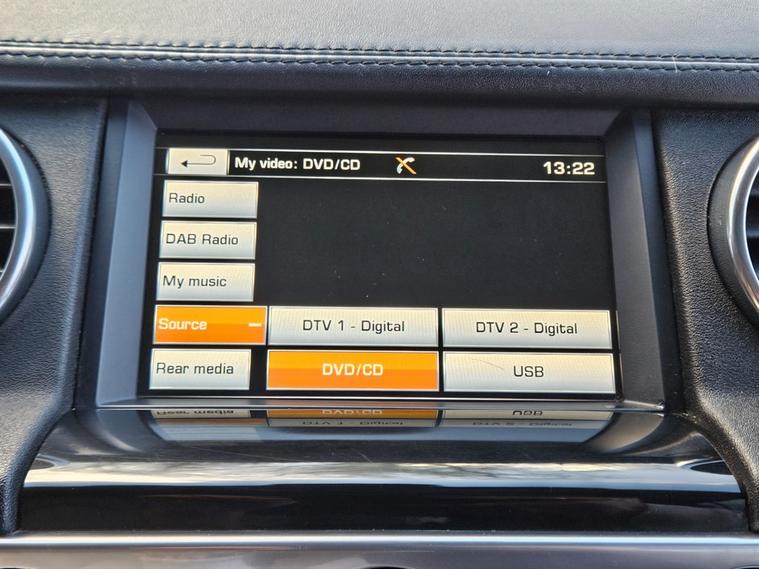 My video: DVD/CD 13:22
Radio
DAB Radio
My music
Source DTV 1 - Digital DTV 2 - Digital
Rear media DVD/CD USB